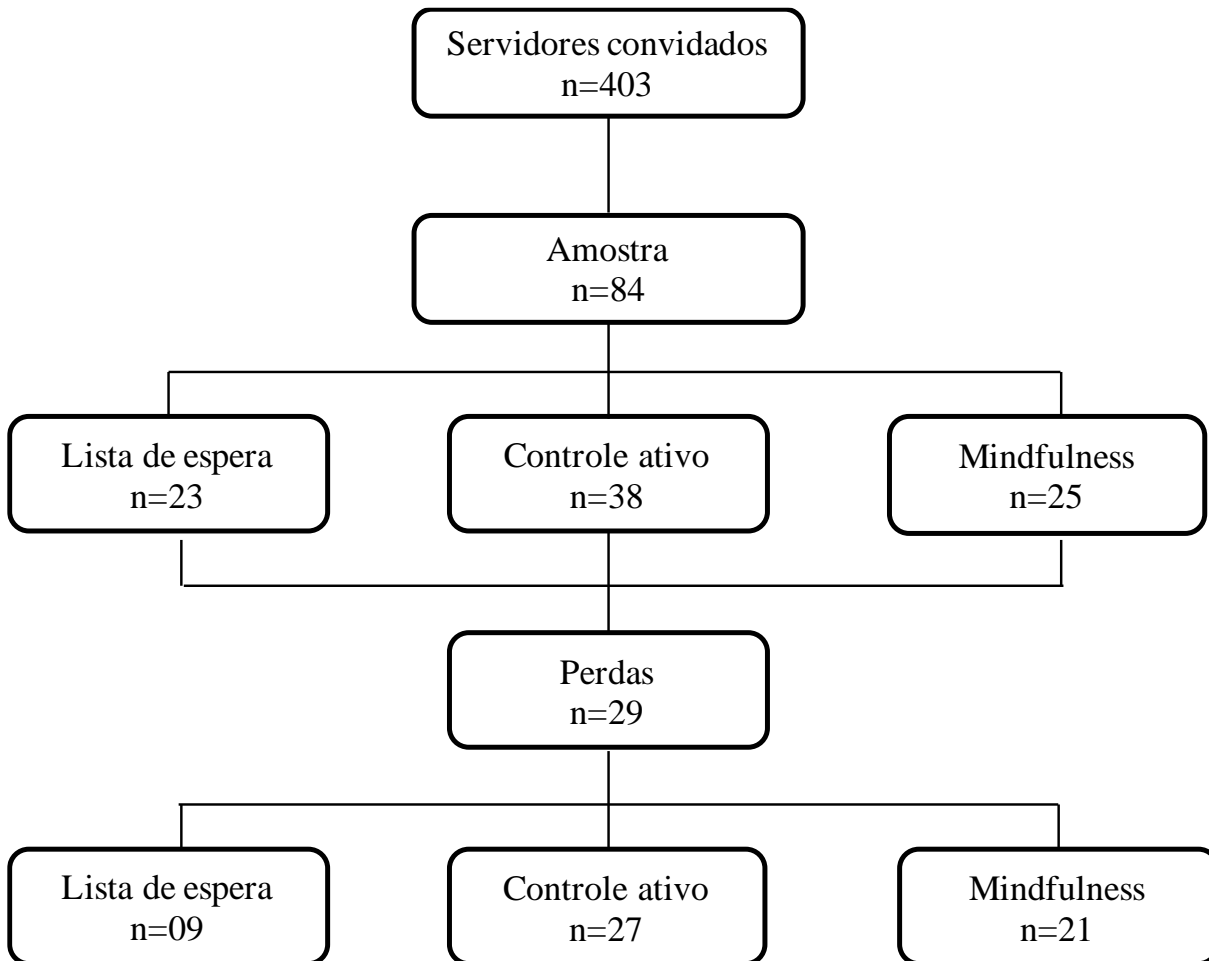 Servidores convidados
n=403
Amostra
n=84
Lista de espera
n=23
Controle ativo
n=38
Mindfulness
n=25
Perdas
n=29
Lista de espera
n=09
Controle ativo
n=27
Mindfulness
n=21